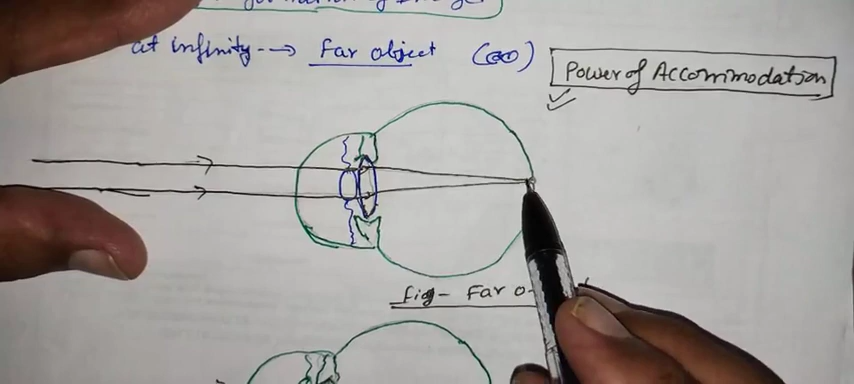 at infinity --→ Far object (∞)
Power of Accommodation
fig- Far